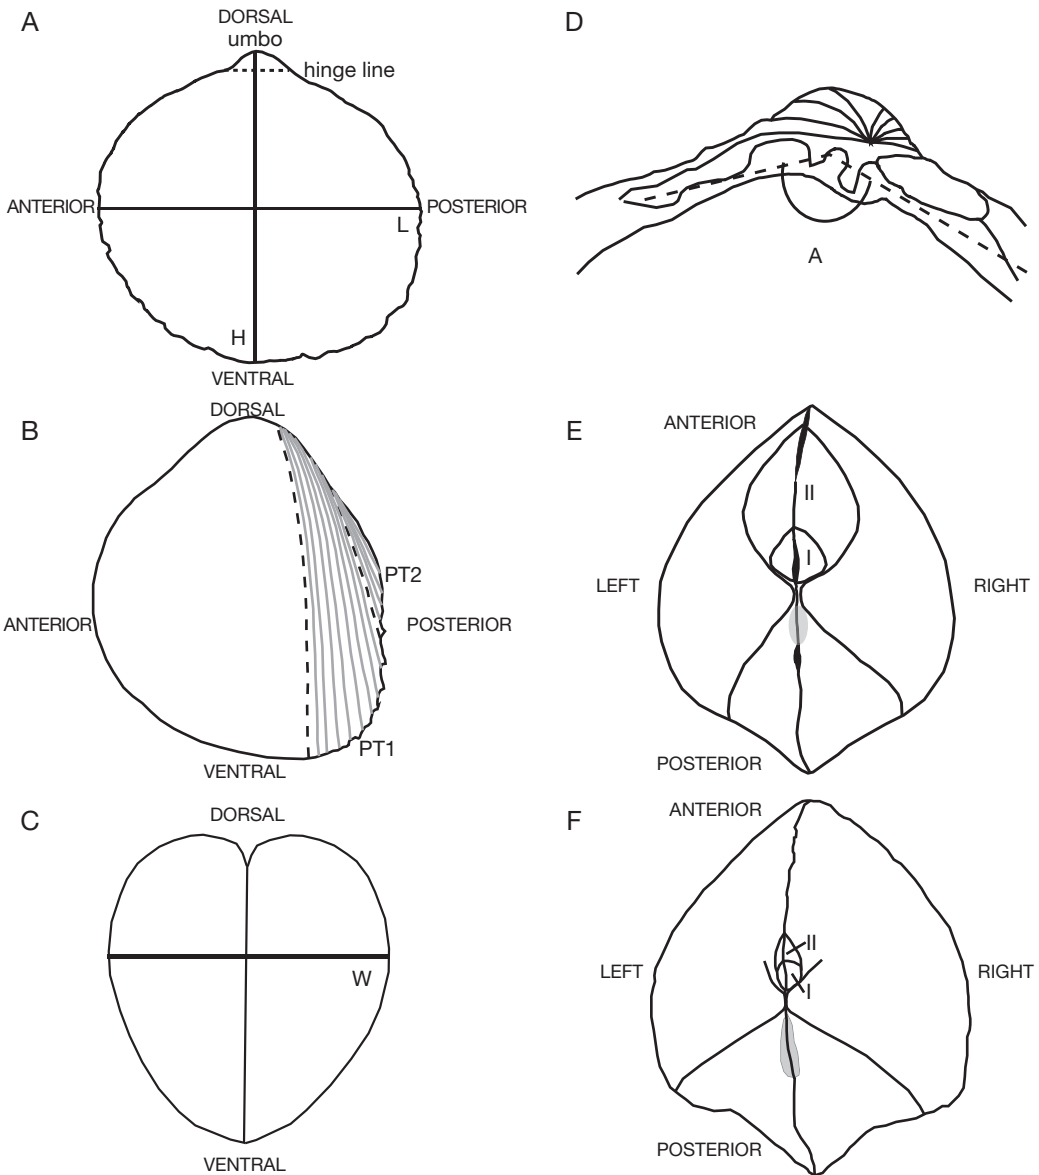 A
DORSAL
umbo
hinge line
ANTERIOR
POSTERIOR
L
H
VENTRAL
B
DORSAL
PT2
ANTERIOR
POSTERIOR
PT1
VENTRAL
C
DORSAL
W
VENTRAL
D
A
E
ANTERIOR
II
I
LEFT
RIGHT
POSTERIOR
F
ANTERIOR
II
LEFT
RIGHT
I
POSTERIOR